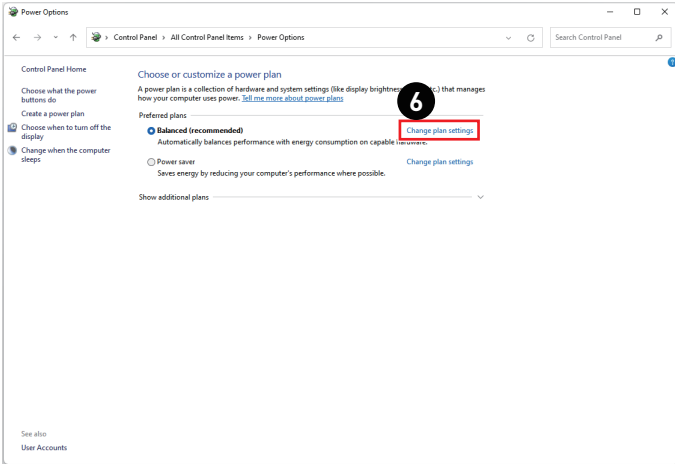 Power Options
Control Panel > All Control Panel Items > Power Options
Search Control Panel
?
Control Panel Home
Choose what the power
buttons do
Create a power plan
Choose when to turn off the
display
Change when the computer
sleeps
Choose or customize a power plan
A power plan is a collection of hardware and system settings (like display brightness, etc.) that manages
how your computer uses power. Tell me more about power plans
6
Preferred plans
Balanced (recommended)
Change plan settings
Automatically balances performance with energy consumption on capable hardware.
Power saver
Change plan settings
Saves energy by reducing your computer's performance where possible.
Show additional plans
See also
User Accounts